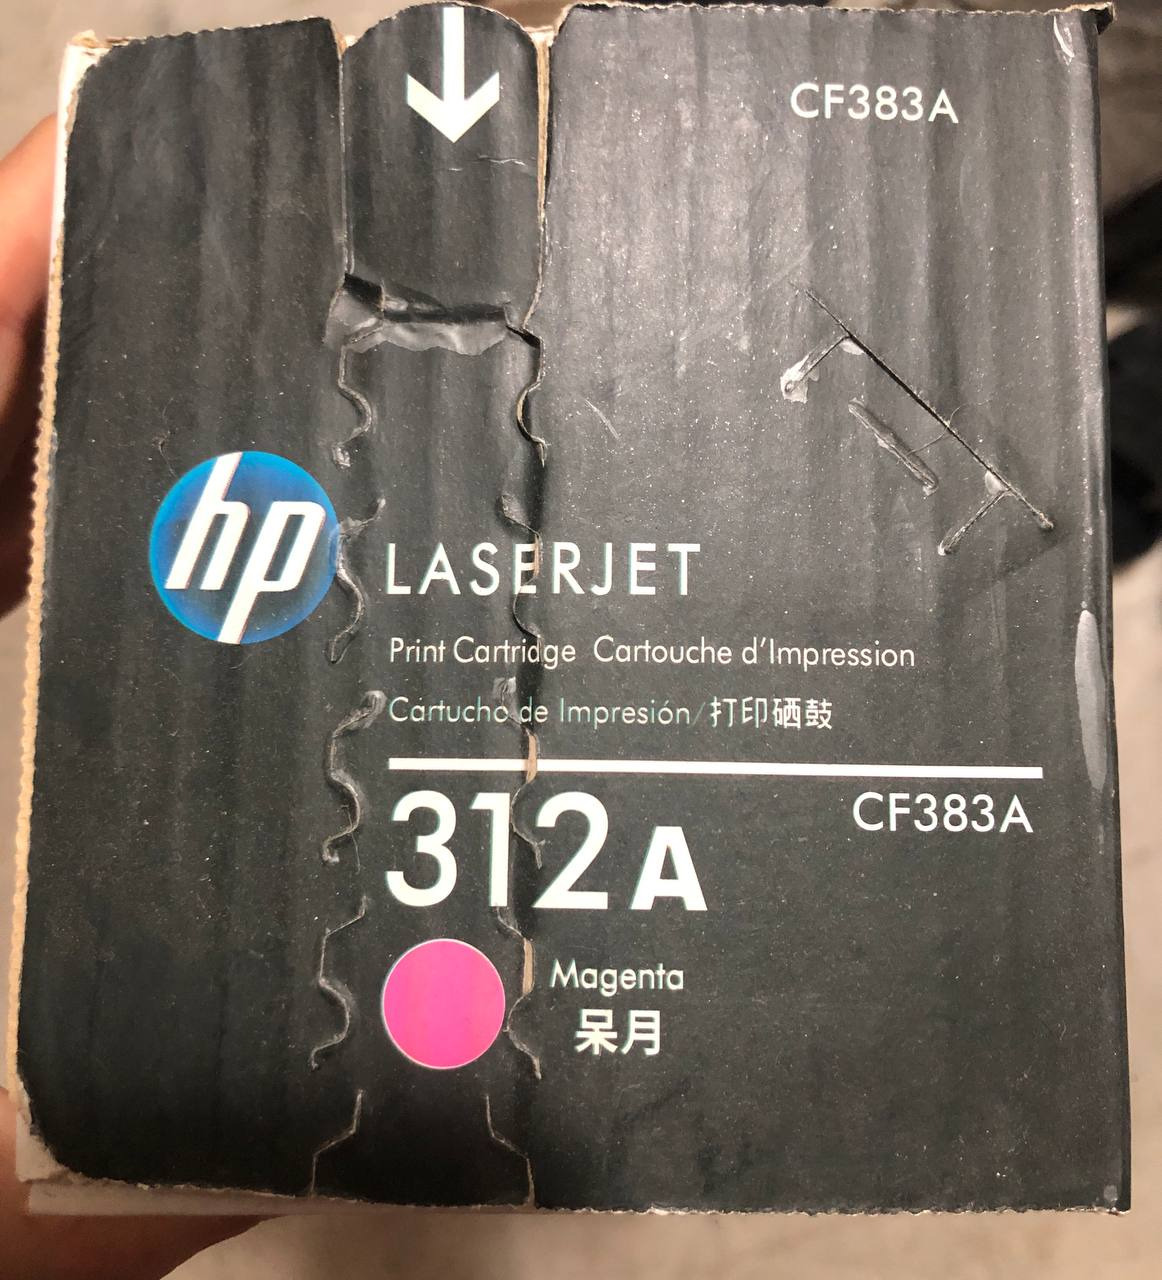 CF383A
hp
LASERJET
Print Cartridge Cartouche d'Impression
Cartucho de Impresión/打印硒鼓
312A
CF383A
Magenta
呆月